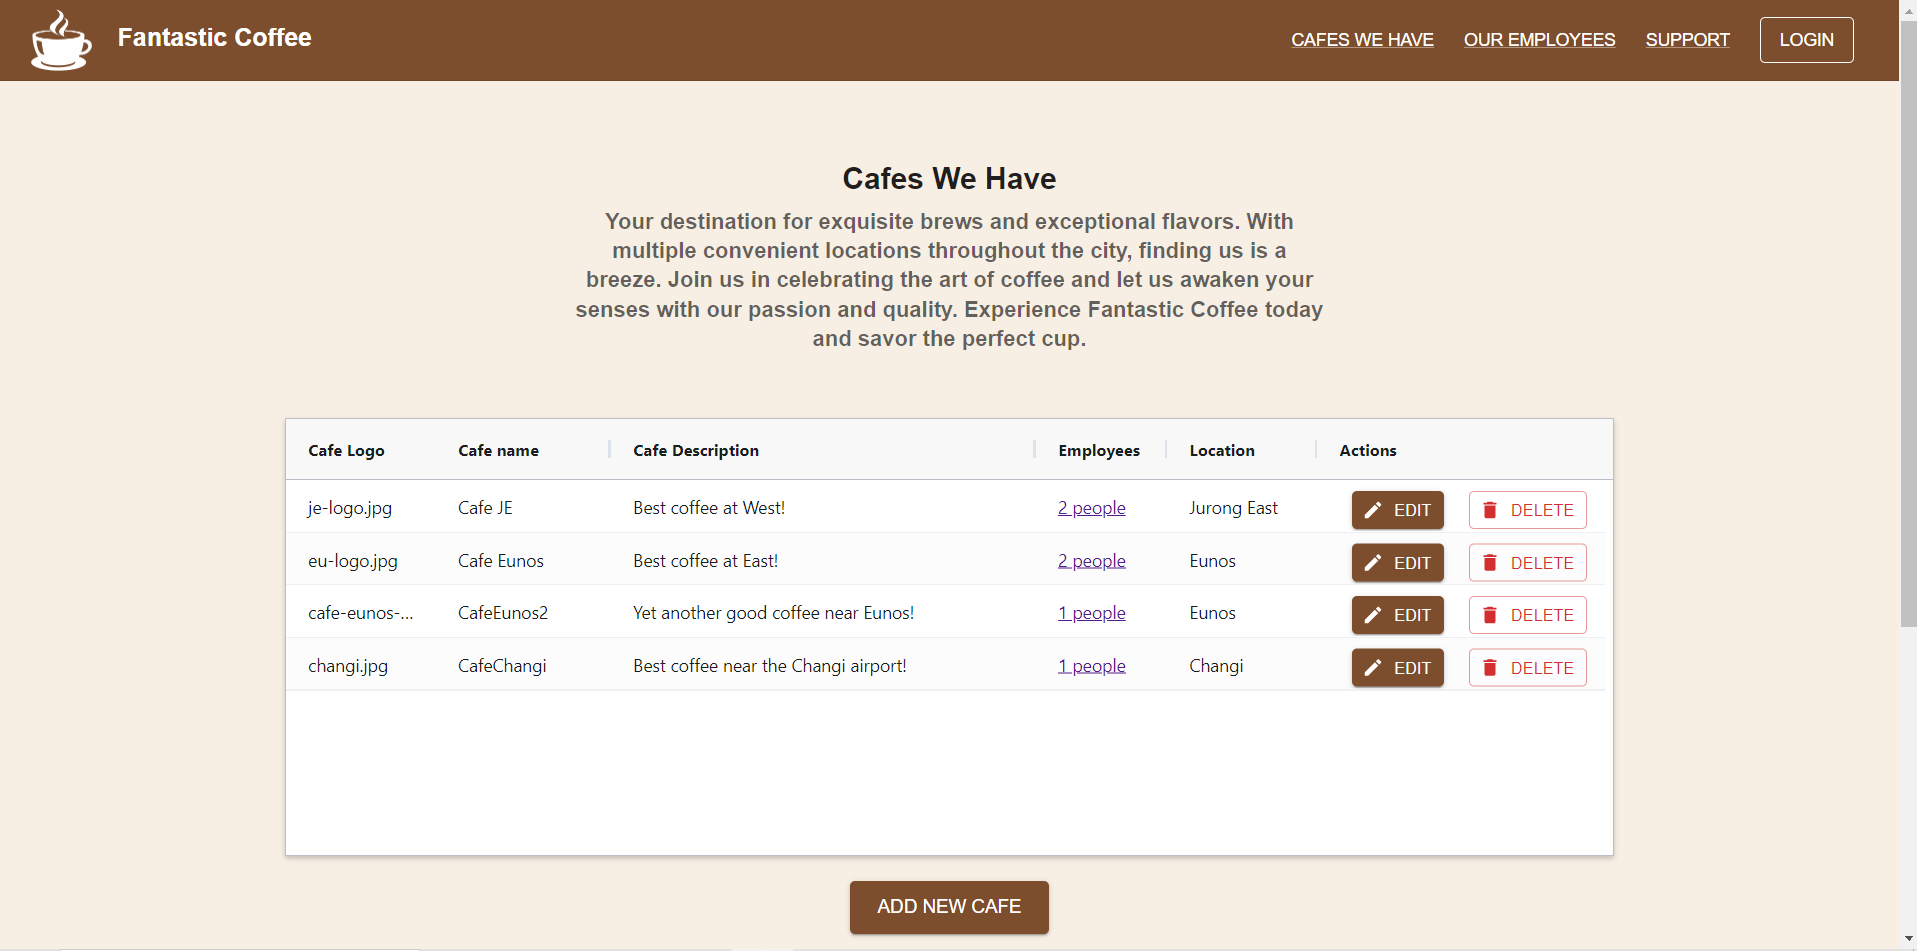 Fantastic Coffee
CAFES WE HAVE OUR EMPLOYEES SUPPORT LOGIN
Cafes We Have
Your destination for exquisite brews and exceptional flavors. With
multiple convenient locations throughout the city, finding us is a
breeze. Join us in celebrating the art of coffee and let us awaken your
senses with our passion and quality. Experience Fantastic Coffee today
and savor the perfect cup.
Cafe Logo Cafe name Cafe Description Employees Location Actions
je-logo.jpg Cafe JE Best coffee at West! 2 people Jurong East EDIT DELETE
eu-logo.jpg Cafe Eunos Best coffee at East! 2 people Eunos EDIT DELETE
cafe-eunos-... CafeEunos2 Yet another good coffee near Eunos! 1 people Eunos EDIT DELETE
changi.jpg CafeChangi Best coffee near the Changi airport! 1 people Changi EDIT DELETE
ADD NEW CAFE